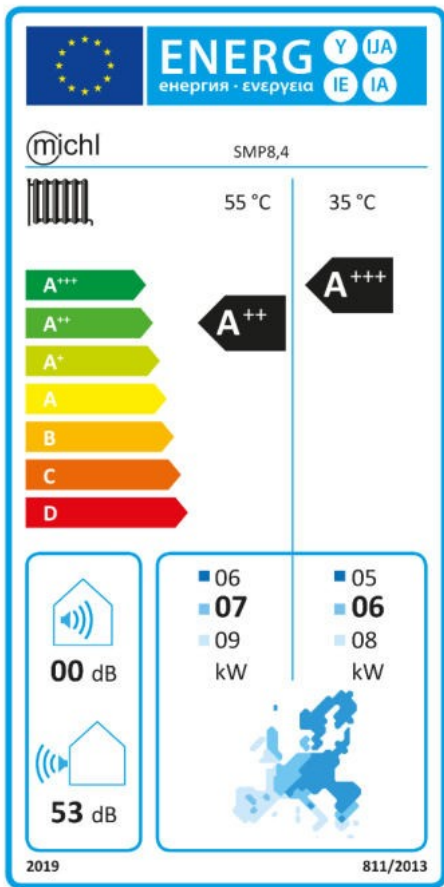 ENERG Y IJA
енергия · ενεργεια IE IA
michl
SMP8,4
55 °C 35 °C
A+++
A++
A+
A
B
C
D
A++
A+++
06 05
07 06
09 08
kW kW
00 dB
53 dB
2019 811/2013